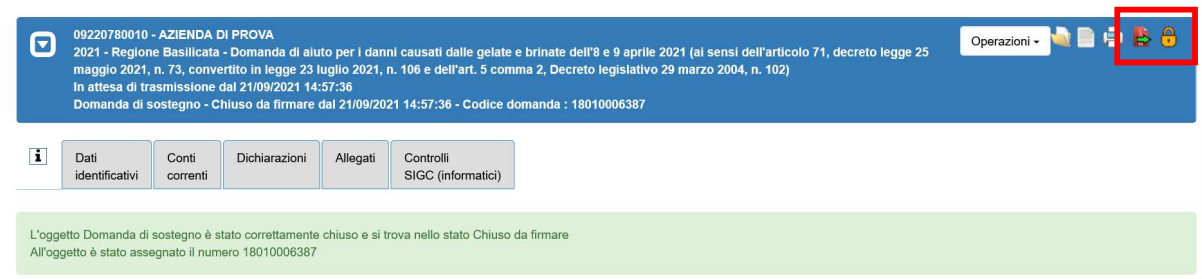 09220780010 - AZIENDA DI PROVA
2021 - Regione Basilicata - Domanda di aiuto per i danni causati dalle gelate e brinate dell'8 e 9 aprile 2021 (ai sensi dell'articolo 71, decreto legge 25
maggio 2021, n. 73, convertito in legge 23 luglio 2021, n. 106 e dell'art. 5 comma 2, Decreto legislativo 29 marzo 2004, n. 102)
In attesa di trasmissione dal 21/09/2021 14:57:36
Domanda di sostegno - Chiuso da firmare dal 21/09/2021 14:57:36 - Codice domanda : 18010006387
Operazioni
i
Dati
identificativi
Conti
correnti
Dichiarazioni
Allegati
Controlli
SIGC (informatici)
L'oggetto Domanda di sostegno è stato correttamente chiuso e si trova nello stato Chiuso da firmare
All'oggetto è stato assegnato il numero 18010006387